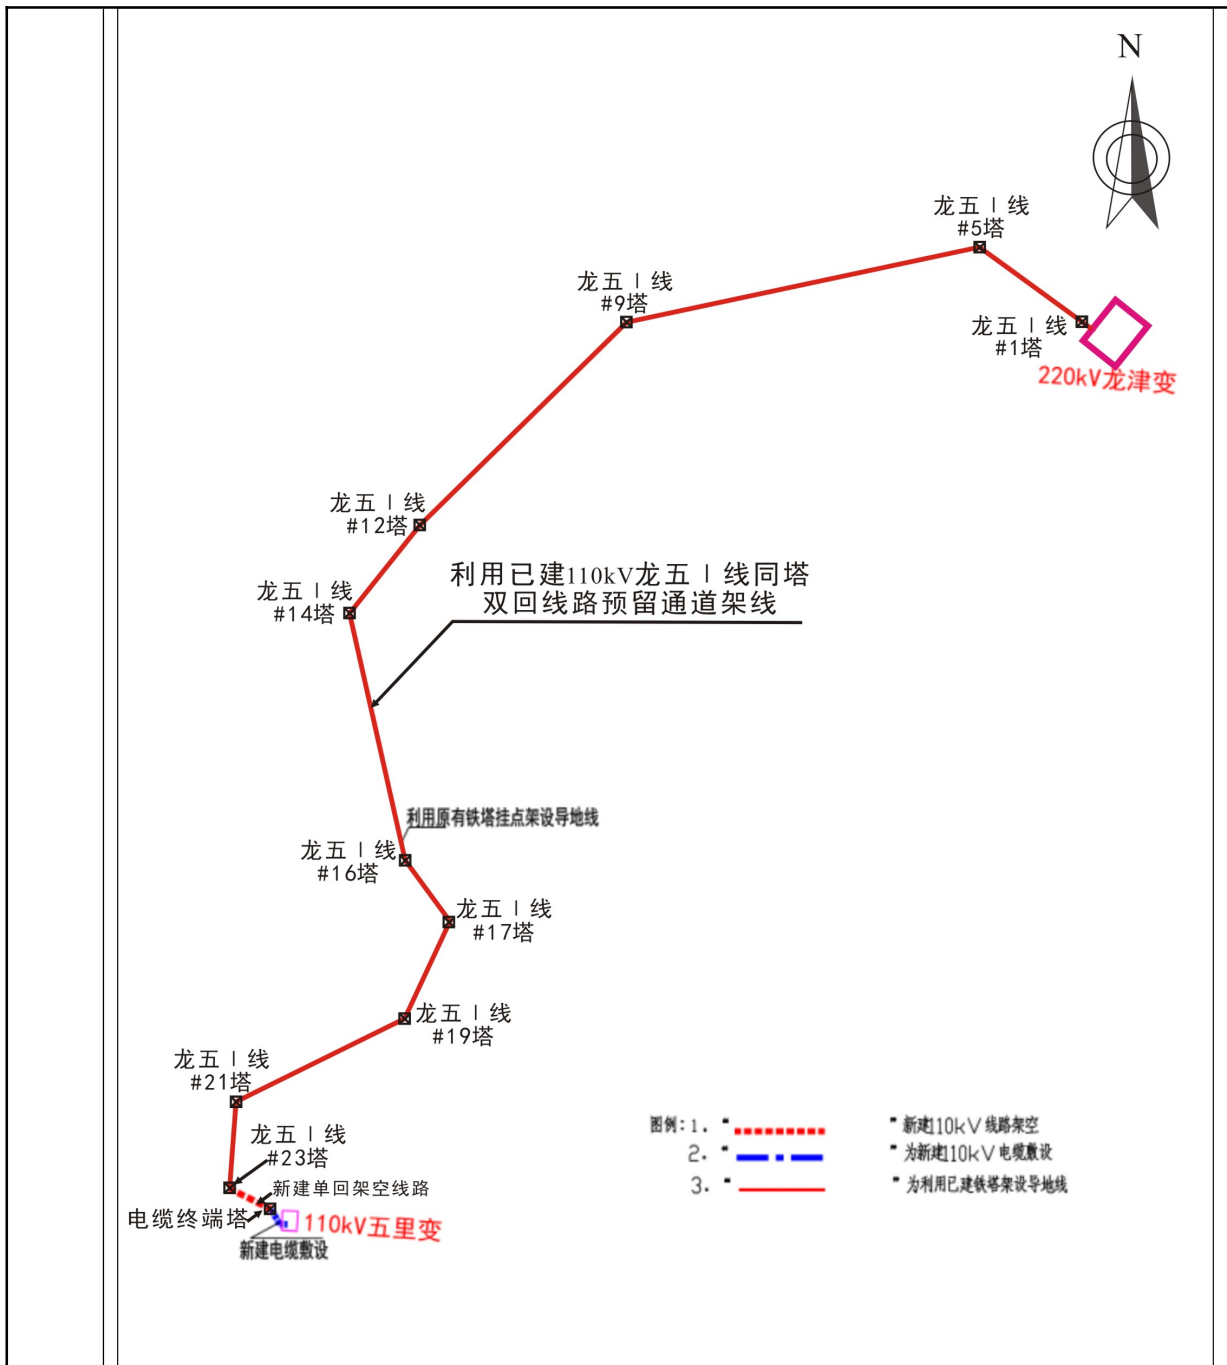 N
龙五Ⅰ线
#5塔
龙五Ⅰ线
#9塔
龙五Ⅰ线
#1塔
220kV龙津变
龙五Ⅰ线
#12塔
利用已建110kV龙五Ⅰ线同塔
双回线路预留通道架线
龙五Ⅰ线
#14塔
利用原有铁塔挂点架设导地线
龙五Ⅰ线
#16塔
龙五Ⅰ线
#17塔
龙五Ⅰ线
#19塔
龙五Ⅰ线
#21塔
龙五Ⅰ线
#23塔
新建单回架空线路
电缆终端塔
110kV五里变
新建电缆敷设
图例：1. " " 新建110kV 线路架空
2. " " 为新建110kV 电缆敷设
3. " " 为利用已建铁塔架设导地线